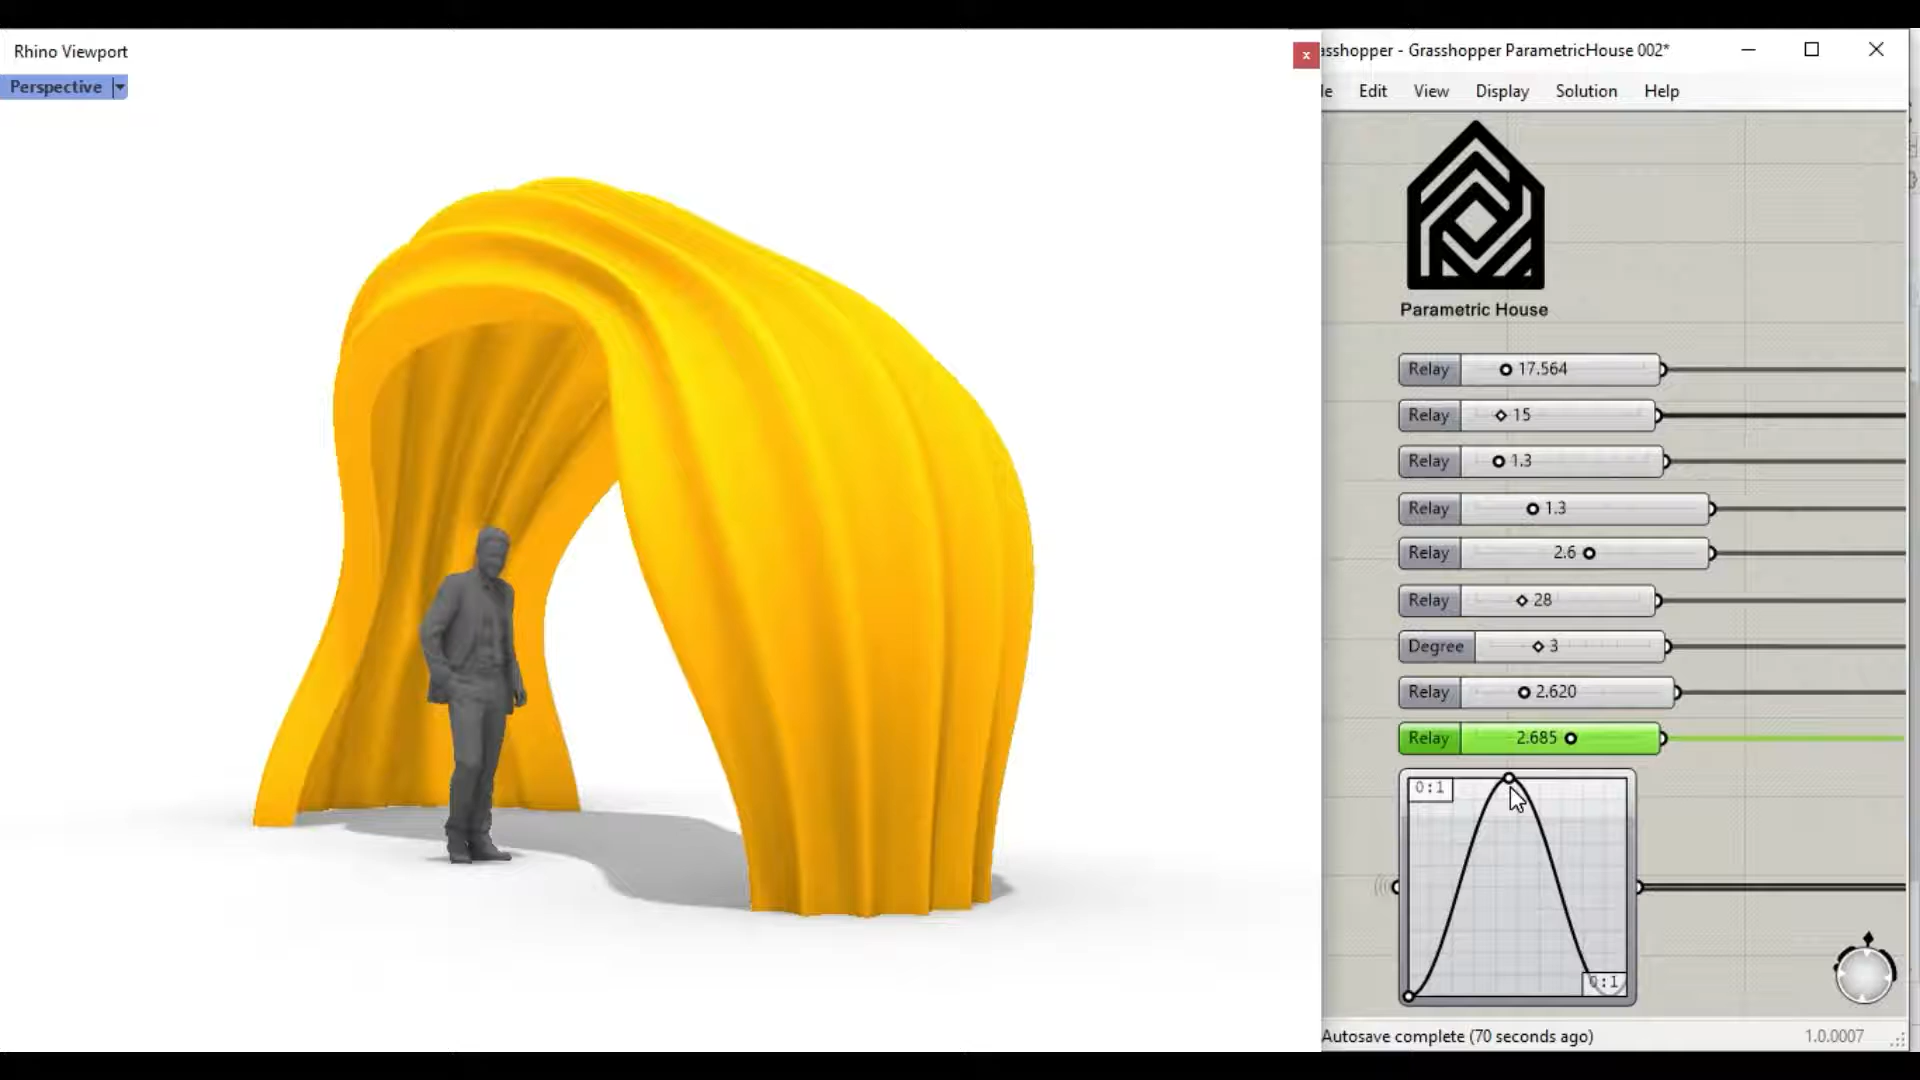 Rhino Viewport
Perspective
x
asshopper - Grasshopper ParametricHouse 002*
le Edit View Display Solution Help
Parametric House
Relay 17.564
Relay 15
Relay 1.3
Relay 1.3
Relay 2.6
Relay 28
Degree 3
Relay 2.620
Relay 2.685
0:1
0:1
Autosave complete (70 seconds ago)
1.0.0007